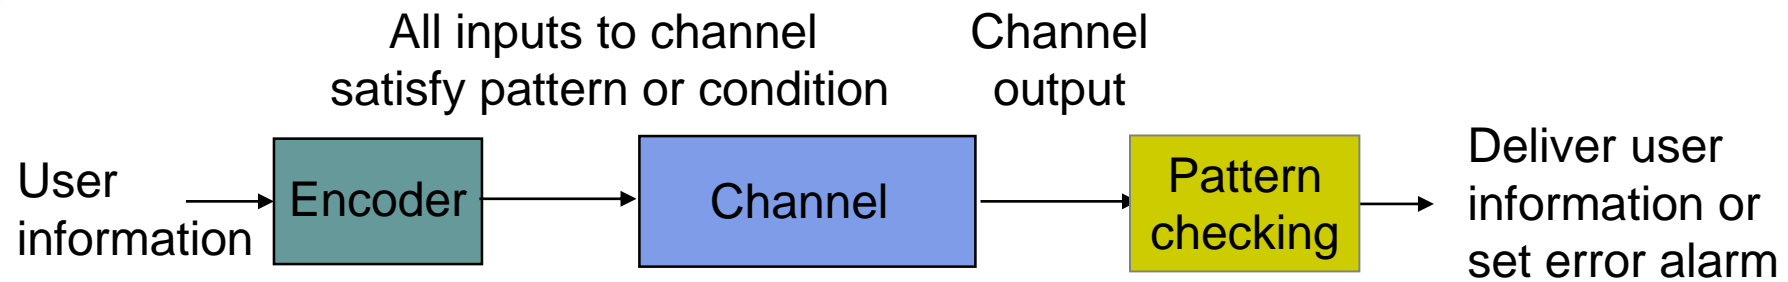 All inputs to channel
satisfy pattern or condition
Channel
output
User
information
Encoder
Channel
Pattern
checking
Deliver user
information or
set error alarm